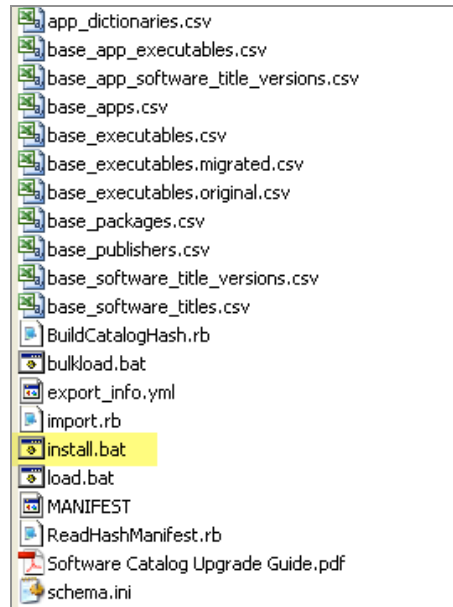 app_dictionaries.csv
base_app_executables.csv
base_app_software_title_versions.csv
base_apps.csv
base_executables.csv
base_executables.migrated.csv
base_executables.original.csv
base_packages.csv
base_publishers.csv
base_software_title_versions.csv
base_software_titles.csv
BuildCatalogHash.rb
bulkload.bat
export_info.yml
import.rb
install.bat
load.bat
MANIFEST
ReadHashManifest.rb
Software Catalog Upgrade Guide.pdf
schema.ini